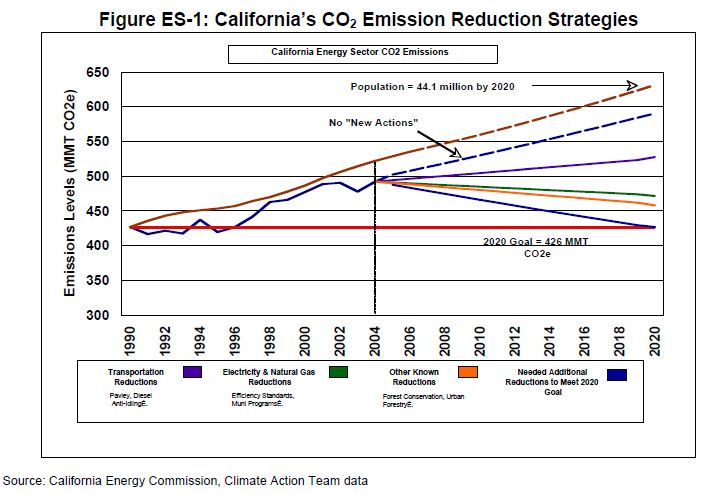 Figure ES-1: California's CO2 Emission Reduction Strategies
California Energy Sector CO2 Emissions
Emissions Levels (MMT CO2e)
650
600
550
500
450
400
350
300
Population = 44.1 million by 2020
No "New Actions"
2020 Goal = 426 MMT
CO2e
1990
1992
1994
1996
1998
2000
2002
2004
2006
2008
2010
2012
2014
2016
2018
2020
Transportation
Reductions
Pavley, Diesel
Anti-IdlingÉ.
Electricity & Natural Gas
Reductions
Efficiency Standards,
Muni ProgramsÉ.
Other Known
Reductions
Forest Conservation, Urban
ForestryÉ.
Needed Additional
Reductions to Meet 2020
Goal
Source: California Energy Commission, Climate Action Team data